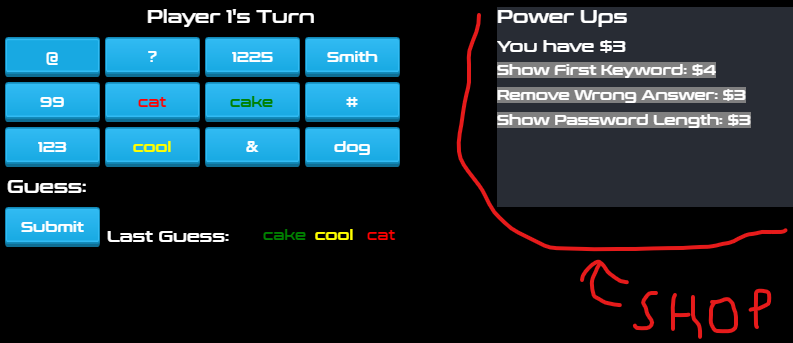 Player 1's Turn
@ ? 1225 Smith
99 cat cake #
123 cool & dog
Guess:
Submit
Last Guess: cake cool cat
Power Ups
You have $3
Show First Keyword: $4
Remove Wrong Answer: $3
Show Password Length: $3
SHOP